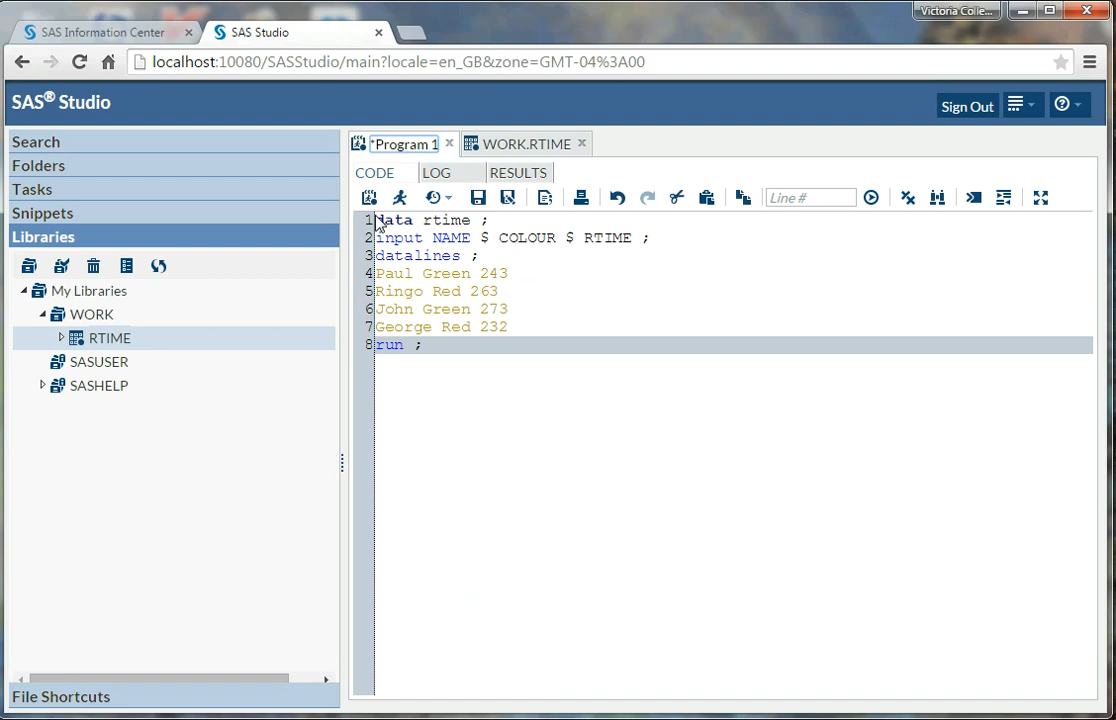 Victoria Colle...
SAS Information Center
SAS Studio
localhost:10080/SASStudio/main?locale=en_GB&zone=GMT-04%3A00
SAS® Studio
Sign Out
Search
Folders
Tasks
Snippets
Libraries
My Libraries
WORK
RTIME
SASUSER
SASHELP
File Shortcuts
*Program 1
WORK.RTIME
CODE LOG RESULTS
Line #
1 data rtime ;
2 input NAME $ COLOUR $ RTIME ;
3 datalines ;
4 Paul Green 243
5 Ringo Red 263
6 John Green 273
7 George Red 232
8 run ;